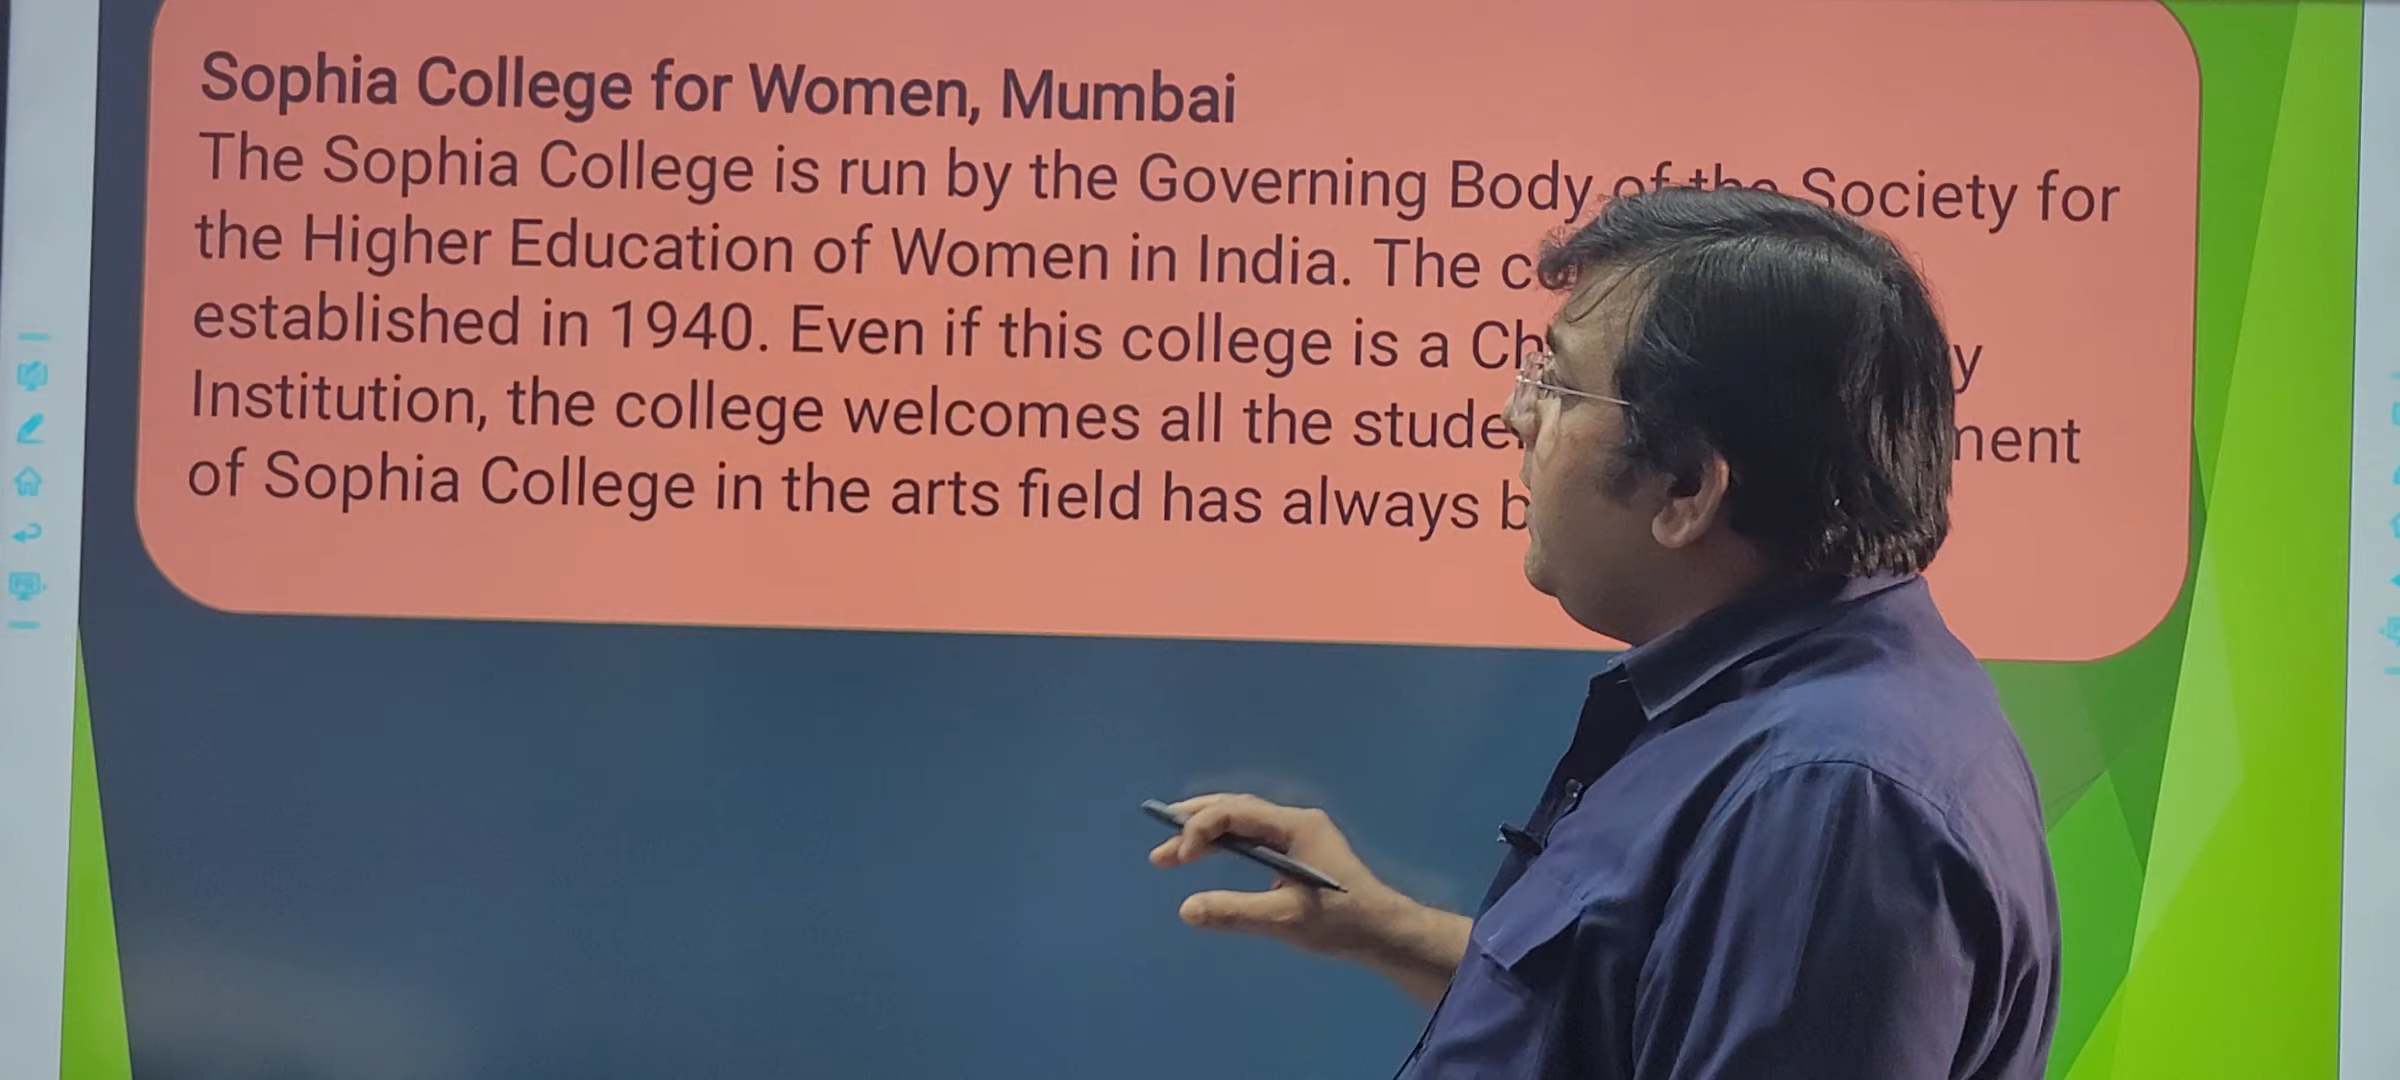 Sophia College for Women, Mumbai
The Sophia College is run by the Governing Body of the Society for
the Higher Education of Women in India. The
established in 1940. Even if this college is a
Institution, the college welcomes all the
of Sophia College in the arts field has always